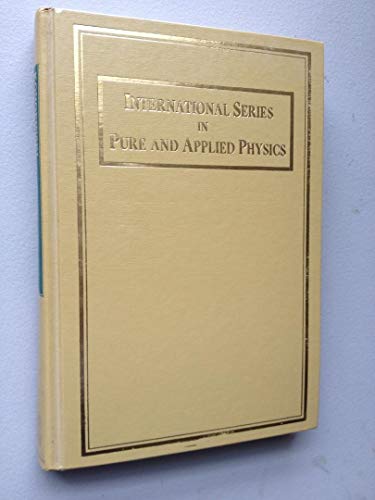 INTERNATIONAL SERIES
IN
PURE AND APPLIED PHYSICS